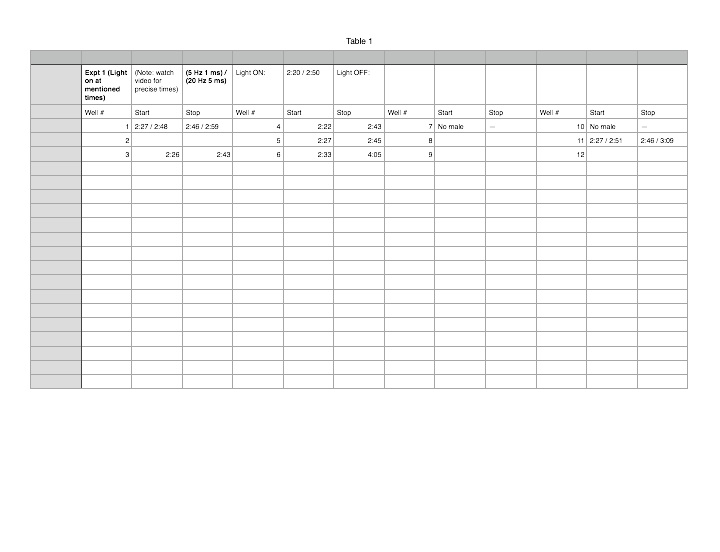 Table 1
Expt 1 (Light on at mentioned times) (Note: watch video for precise times) (5 Hz 1 ms) / (20 Hz 5 ms) Light ON: 2:20 / 2:50 Light OFF:
Well # Start Stop Well # Start Stop Well # Start Stop Well # Start Stop
1 2:27 / 2:48 2:46 / 2:59 4 2:22 2:43 7 No male — 10 No male —
2 5 2:27 2:45 8 11 2:27 / 2:51 2:46 / 3:09
3 2:26 2:43 6 2:33 4:05 9 12